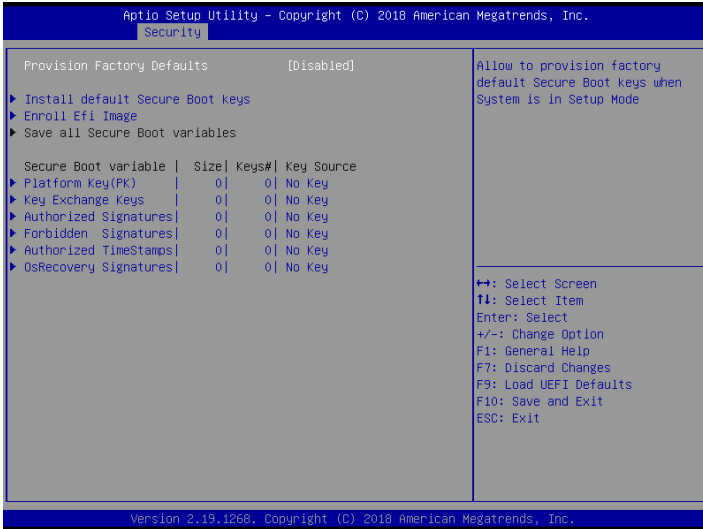 Aptio Setup Utility – Copyright (C) 2018 American Megatrends, Inc.
Security
Provision Factory Defaults [Disabled]
▶ Install default Secure Boot keys
▶ Enroll Efi Image
▶ Save all Secure Boot variables
Secure Boot variable | Size| Keys#| Key Source
▶ Platform Key(PK) | 0| 0| No Key
▶ Key Exchange Keys | 0| 0| No Key
▶ Authorized Signatures| 0| 0| No Key
▶ Forbidden Signatures| 0| 0| No Key
▶ Authorized TimeStamps| 0| 0| No Key
▶ OsRecovery Signatures| 0| 0| No Key
Allow to provision factory
default Secure Boot keys when
System is in Setup Mode
↔: Select Screen
↑↓: Select Item
Enter: Select
+/-: Change Option
F1: General Help
F7: Discard Changes
F9: Load UEFI Defaults
F10: Save and Exit
ESC: Exit
Version 2.19.1268. Copyright (C) 2018 American Megatrends, Inc.